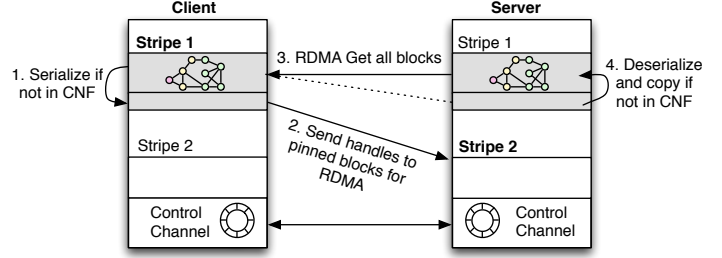 Client
Server
Stripe 1
Stripe 1
1. Serialize if
not in CNF
3. RDMA Get all blocks
4. Deserialize
and copy if
not in CNF
2. Send handles to
pinned blocks for
RDMA
Stripe 2
Stripe 2
Control
Channel
Control
Channel